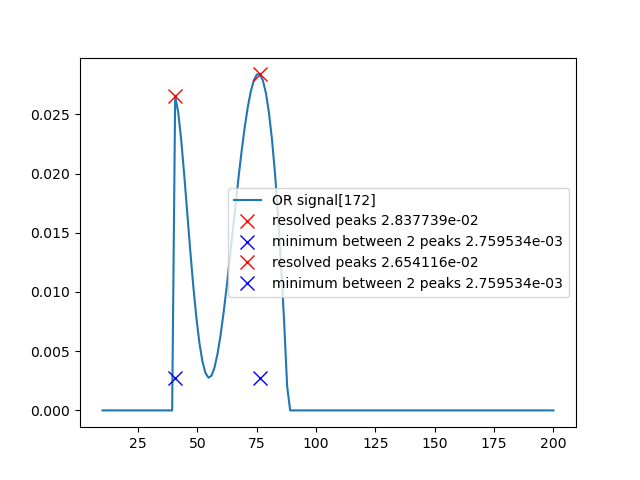 0.025
0.020
0.015
0.010
0.005
0.000
OR signal[172]
resolved peaks 2.837739e-02
minimum between 2 peaks 2.759534e-03
resolved peaks 2.654116e-02
minimum between 2 peaks 2.759534e-03
25 50 75 100 125 150 175 200